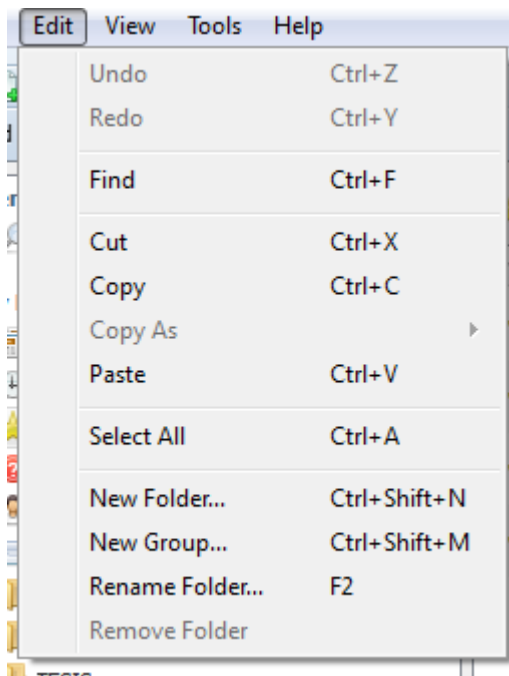 Edit View Tools Help
Undo Ctrl+Z
Redo Ctrl+Y
Find Ctrl+F
Cut Ctrl+X
Copy Ctrl+C
Copy As
Paste Ctrl+V
Select All Ctrl+A
New Folder... Ctrl+Shift+N
New Group... Ctrl+Shift+M
Rename Folder... F2
Remove Folder